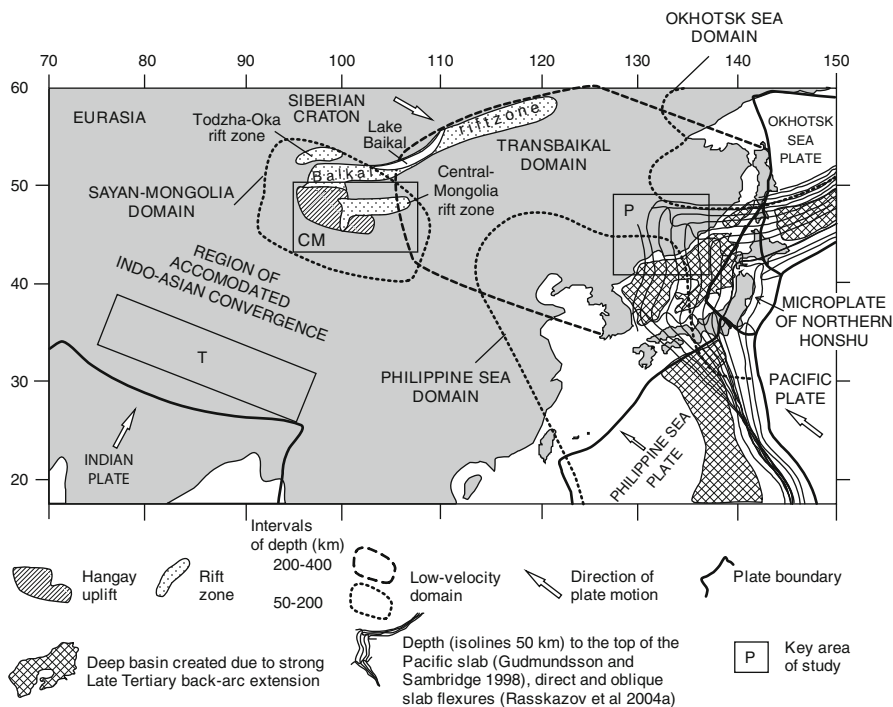 OKHOTSK SEA
DOMAIN
70 80 90 100 110 120 130 140 150
60
50
40
30
20
EURASIA
SIBERIAN
CRATON
Todzha-Oka
rift zone
Lake
Baikal
Baikal
riftzone
TRANSBAIKAL
DOMAIN
OKHOTSK
SEA
PLATE
SAYAN-MONGOLIA
DOMAIN
Central-
Mongolia
rift zone
CM
P
REGION OF
ACCOMODATED
INDO-ASIAN CONVERGENCE
T
MICROPLATE
OF NORTHERN
HONSHU
PHILIPPINE SEA
DOMAIN
PACIFIC
PLATE
INDIAN
PLATE
PHILIPPINE SEA
PLATE
Hangay
uplift
Rift
zone
Intervals
of depth (km)
200-400
50-200
Low-velocity
domain
Direction of
plate motion
Plate boundary
Deep basin created due to strong
Late Tertiary back-arc extension
Depth (isolines 50 km) to the top of the
Pacific slab (Gudmundsson and
Sambridge 1998), direct and oblique
slab flexures (Rasskazov et al 2004a)
P
Key area
of study